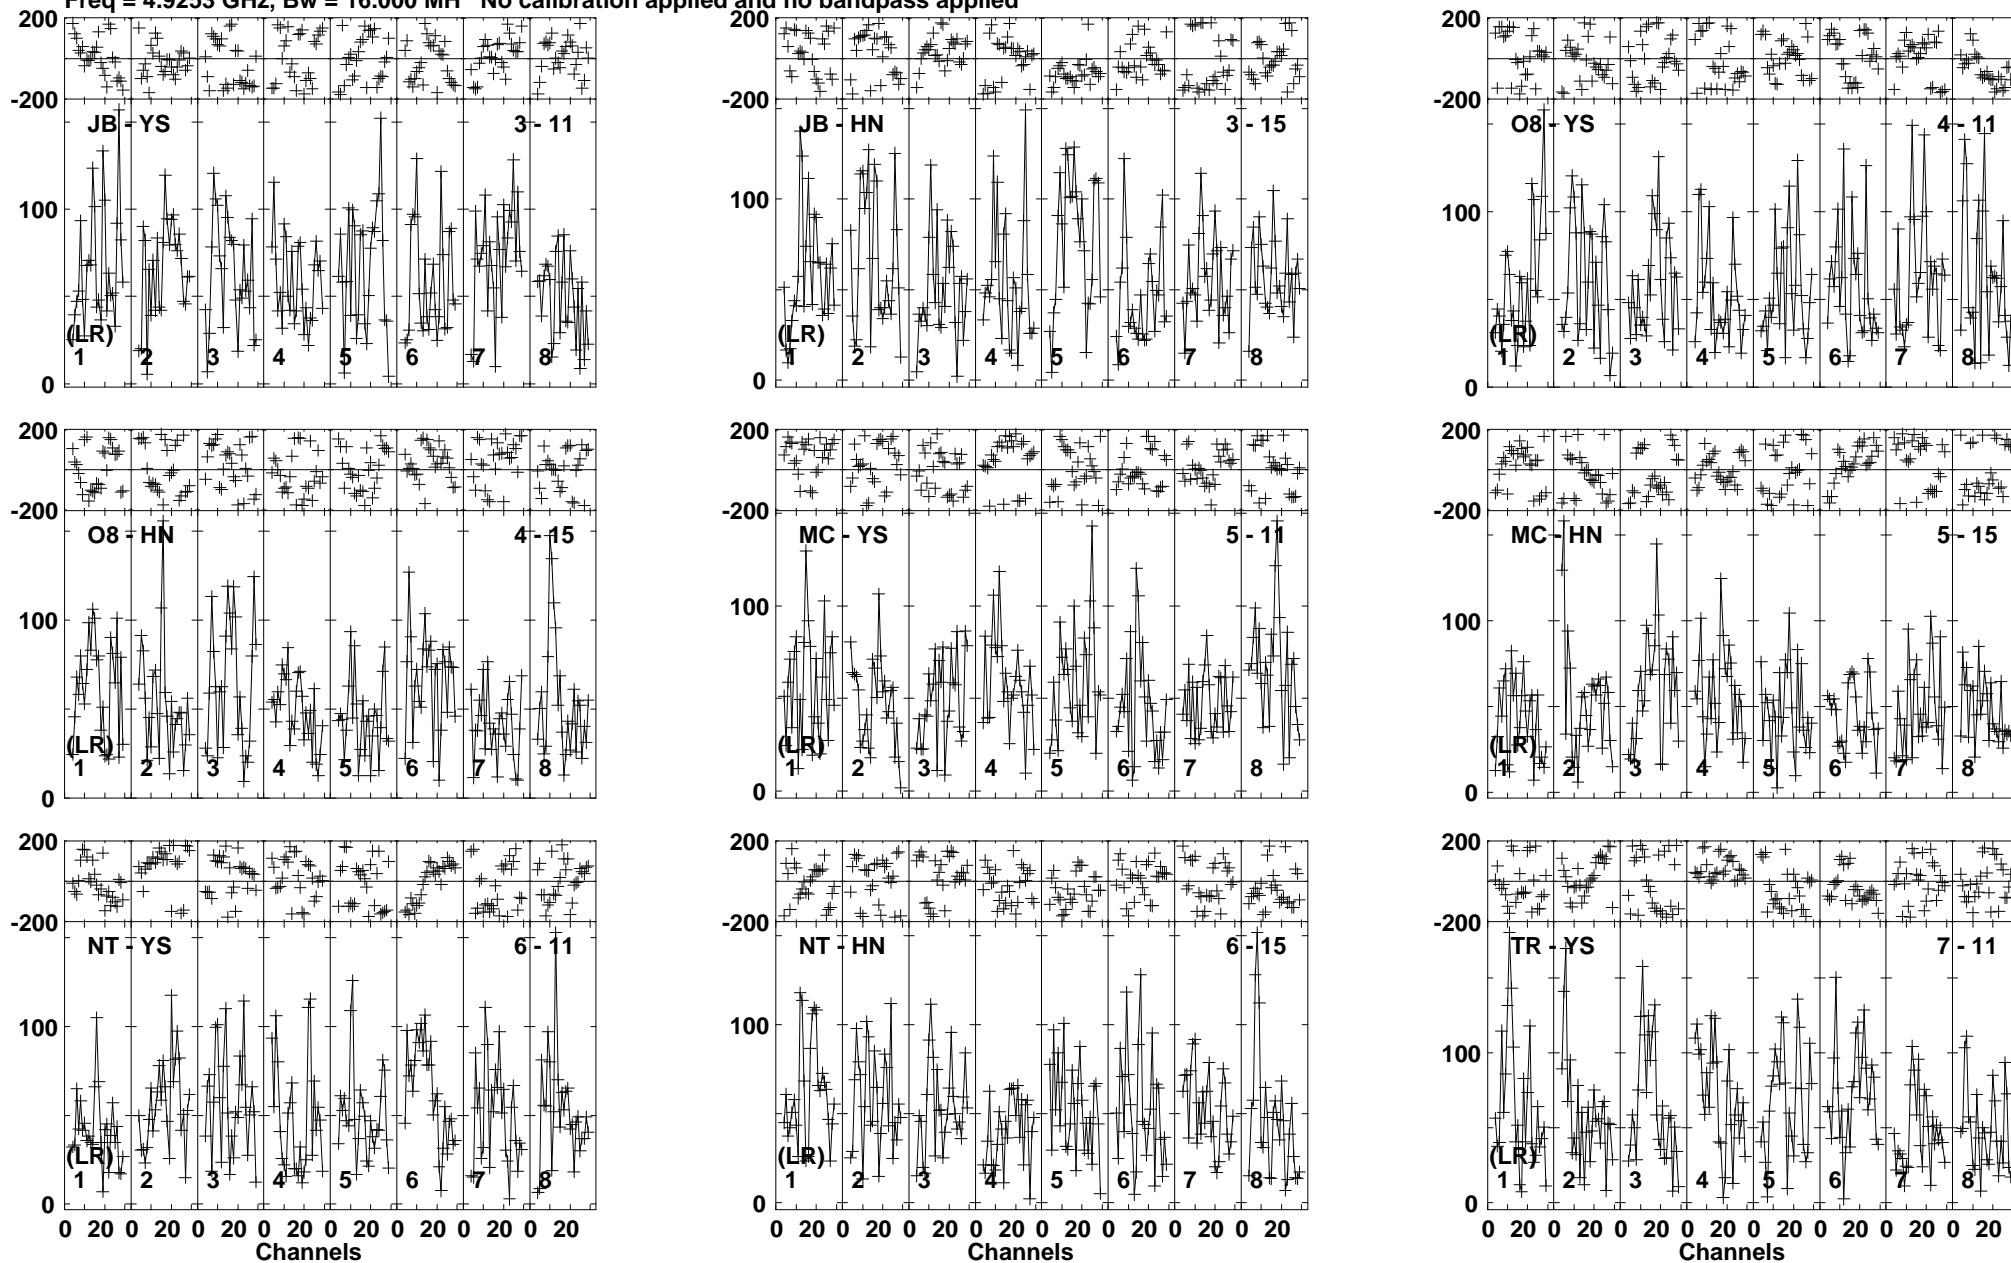 Freq = 4.9253 GHz, Bw = 16.000 MH No calibration applied and no bandpass applied
200 200 200
-200 -200 -200
JB - YS 3 - 11 JB - HN 3 - 15 O8 - YS 4 - 11
100 100 100
(LR) (LR) (LR)
1 2 3 4 5 6 7 8 1 2 3 4 5 6 7 8 1 2 3 4 5 6 7 8
0 0 0
200 200 200
-200 -200 -200
O8 - HN 4 - 15 MC - YS 5 - 11 MC - HN 5 - 15
100 100 100
(LR) (LR) (LR)
1 2 3 4 5 6 7 8 1 2 3 4 5 6 7 8 1 2 3 4 5 6 7 8
0 0 0
200 200 200
-200 -200 -200
NT - YS 6 - 11 NT - HN 6 - 15 TR - YS 7 - 11
100 100 100
(LR) (LR) (LR)
1 2 3 4 5 6 7 8 1 2 3 4 5 6 7 8 1 2 3 4 5 6 7 8
0 0 0
0 20 0 20 0 20 0 20 0 20 0 20 0 20 0 20 0 20 0 20 0 20 0 20 0 20 0 20 0 20 0 20 0 20 0 20 0 20 0 20 0 20 0 20 0 20 0 20
Channels Channels Channels